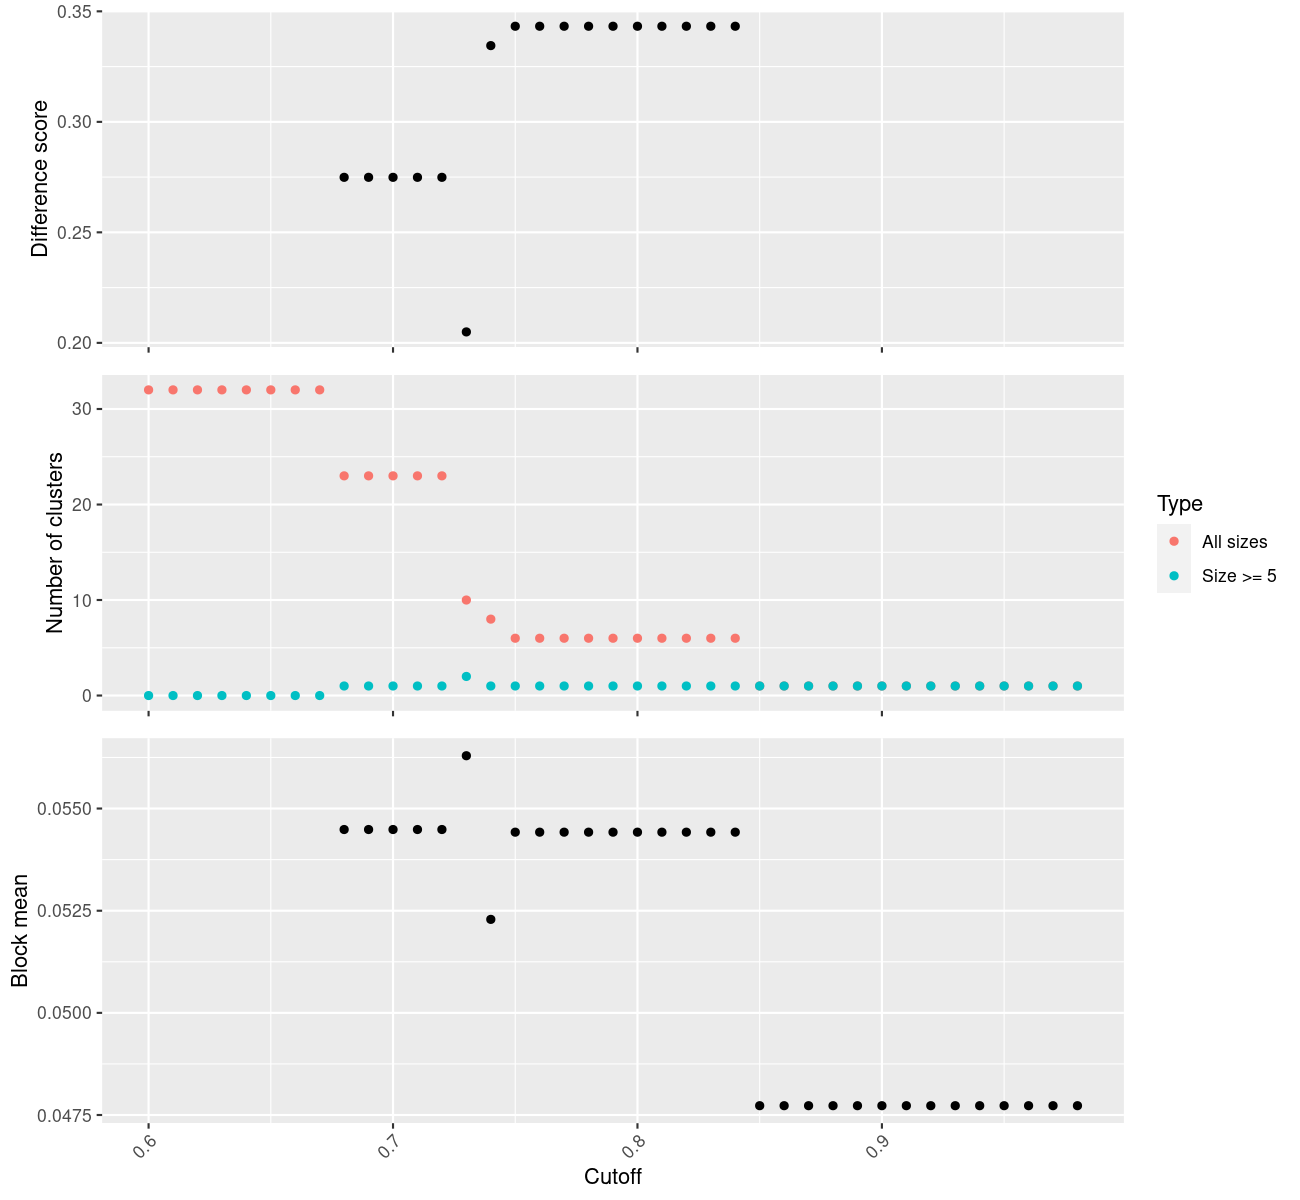 Difference score
0.35
0.30
0.25
0.20
Number of clusters
30
20
10
0
Type
All sizes
Size >= 5
Block mean
0.0550
0.0525
0.0500
0.0475
0.6
0.7
0.8
0.9
Cutoff